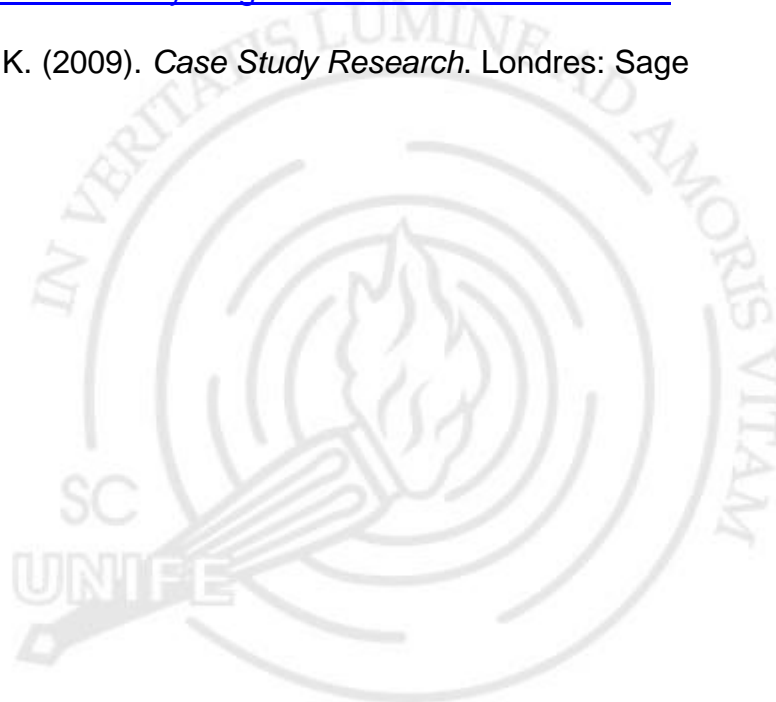 K. (2009). Case Study Research. Londres: Sage
IN VERITATIS LUMINE AD AMORIS VITAM
SC
UNIFE